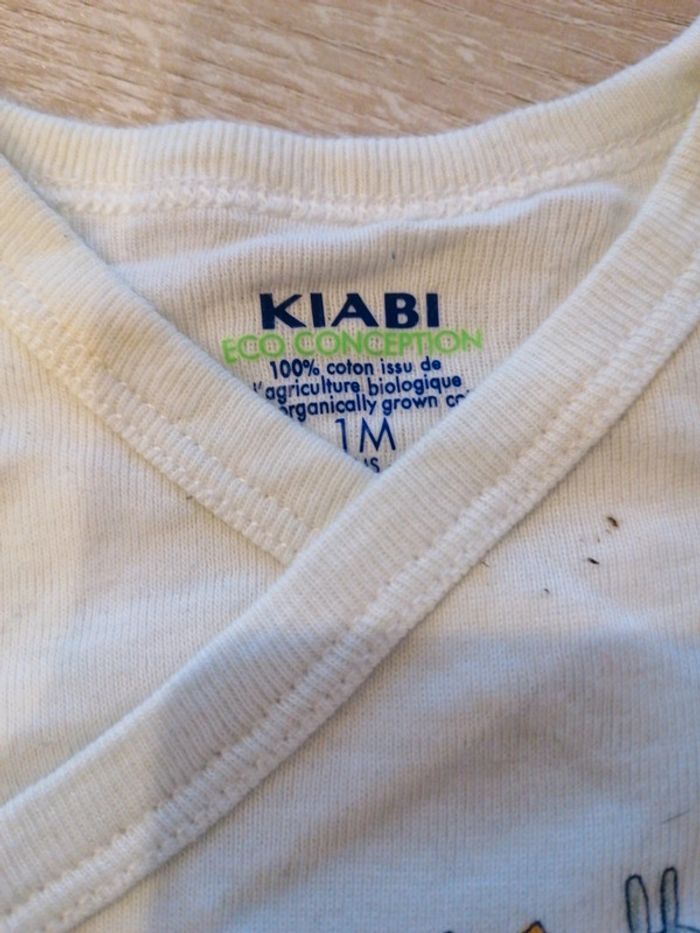 KIABI
ECO CONCEPTION
100% coton issu de
l'agriculture biologique
organically grown
1M